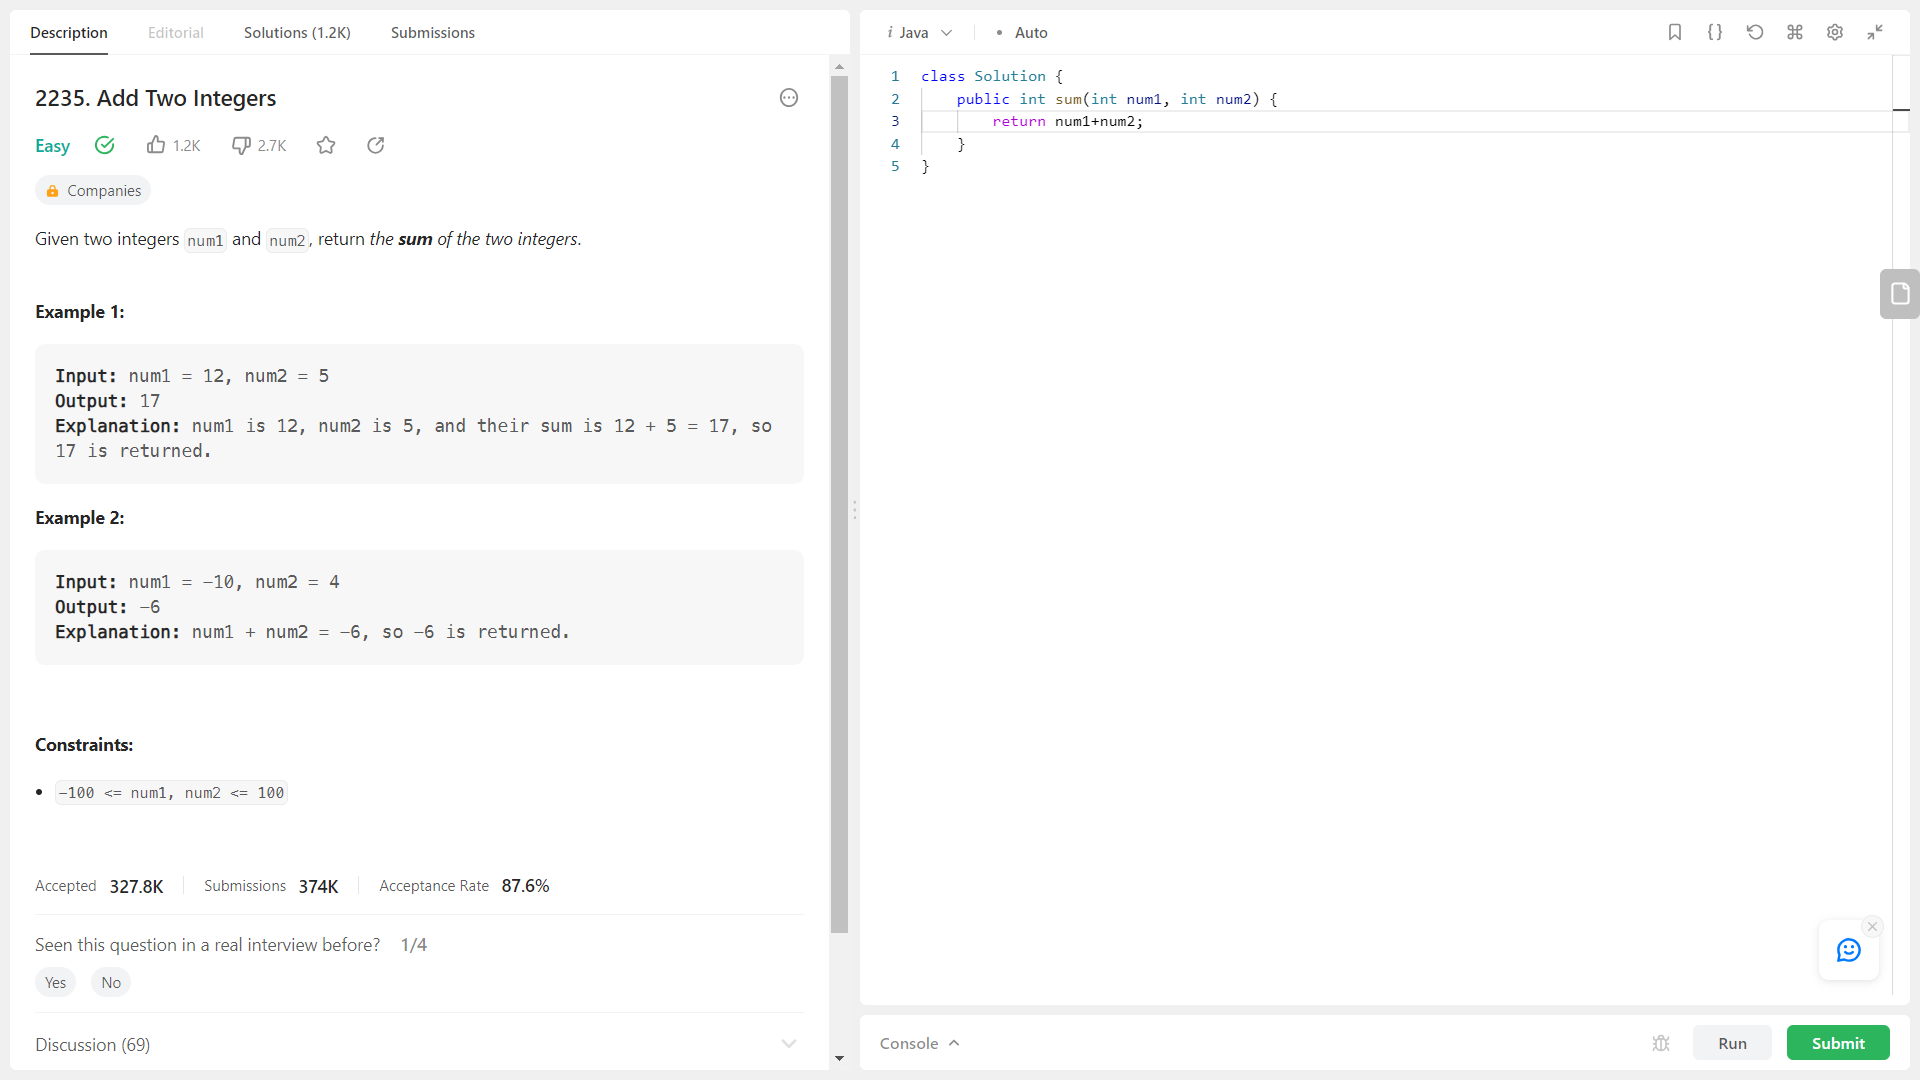 Description Editorial Solutions (1.2K) Submissions
2235. Add Two Integers
Easy 1.2K 2.7K
Companies
Given two integers num1 and num2, return the sum of the two integers.
Example 1:
Input: num1 = 12, num2 = 5
Output: 17
Explanation: num1 is 12, num2 is 5, and their sum is 12 + 5 = 17, so
17 is returned.
Example 2:
Input: num1 = -10, num2 = 4
Output: -6
Explanation: num1 + num2 = -6, so -6 is returned.
Constraints:
• -100 <= num1, num2 <= 100
Accepted 327.8K Submissions 374K Acceptance Rate 87.6%
Seen this question in a real interview before? 1/4
Yes No
Discussion (69)
i Java • Auto
1 class Solution {
2     public int sum(int num1, int num2) {
3         return num1+num2;
4     }
5 }
Console Run Submit